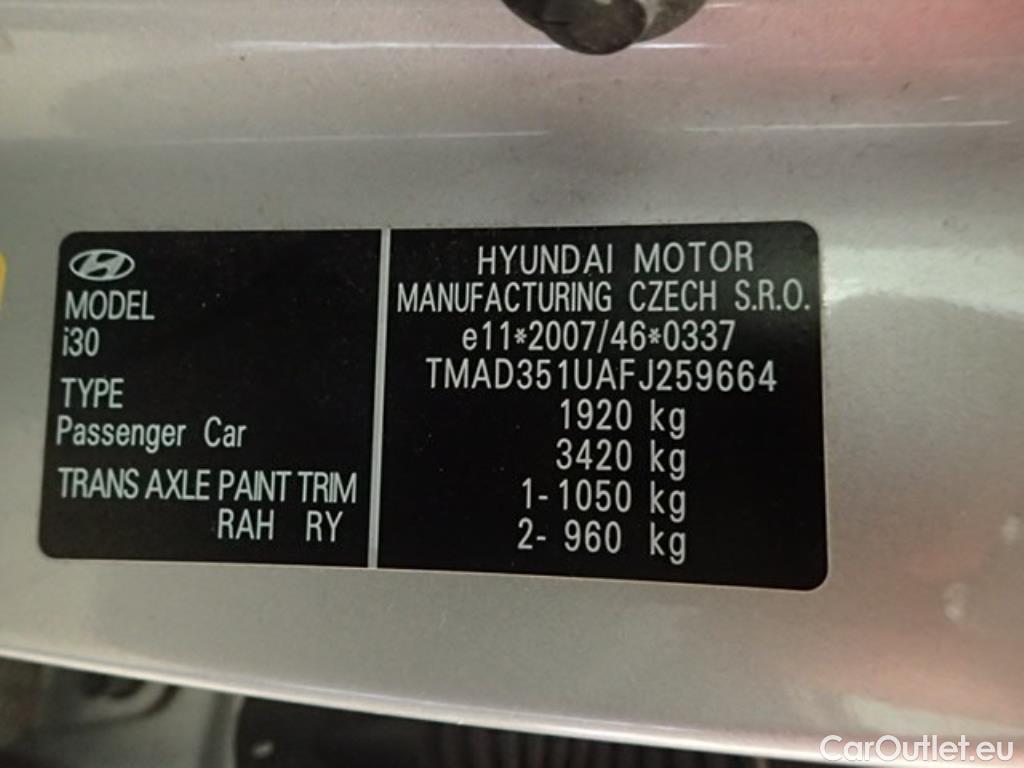 MODEL
i30
TYPE
Passenger Car
TRANS AXLE PAINT TRIM
RAH RY
HYUNDAI MOTOR
MANUFACTURING CZECH S.R.O.
e11*2007/46*0337
TMAD351UAFJ259664
1920 kg
3420 kg
1- 1050 kg
2- 960 kg
CarOutlet.eu